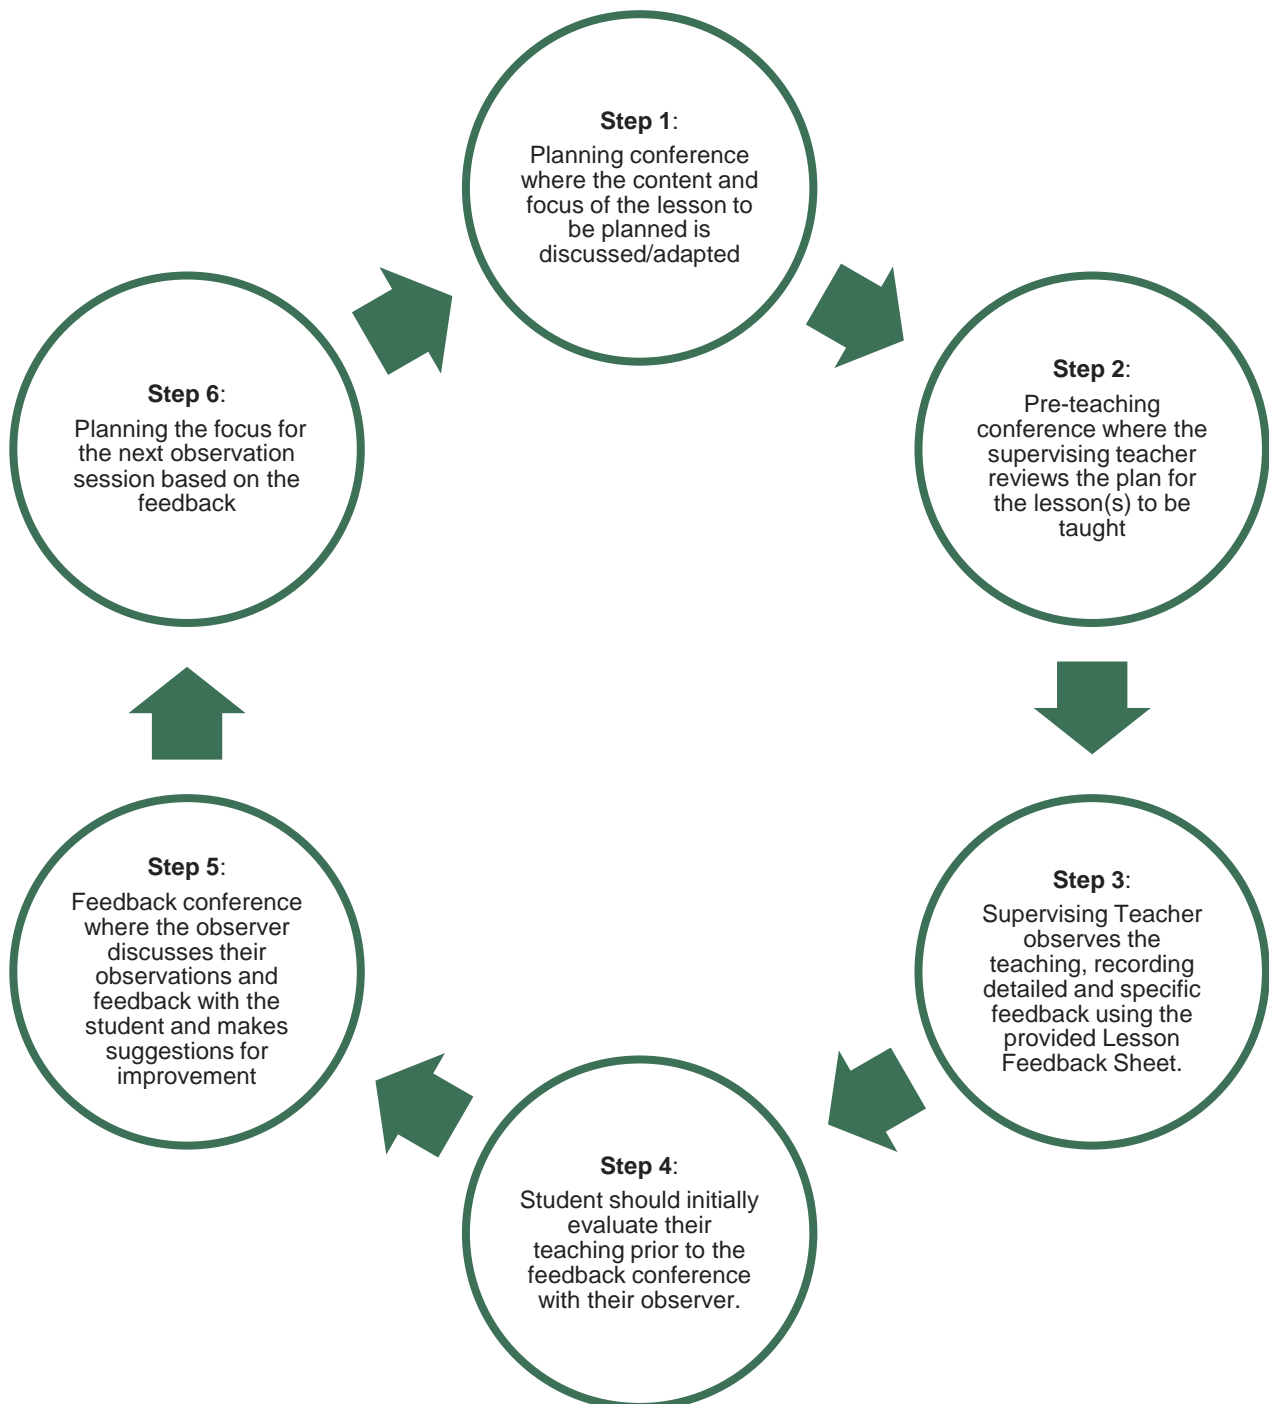 Step 1:
Planning conference
where the content and
focus of the lesson to
be planned is
discussed/adapted
Step 2:
Pre-teaching
conference where the
supervising teacher
reviews the plan for
the lesson(s) to be
taught
Step 3:
Supervising Teacher
observes the
teaching, recording
detailed and specific
feedback using the
provided Lesson
Feedback Sheet.
Step 4:
Student should initially
evaluate their
teaching prior to the
feedback conference
with their observer.
Step 5:
Feedback conference
where the observer
discusses their
observations and
feedback with the
student and makes
suggestions for
improvement
Step 6:
Planning the focus for
the next observation
session based on the
feedback